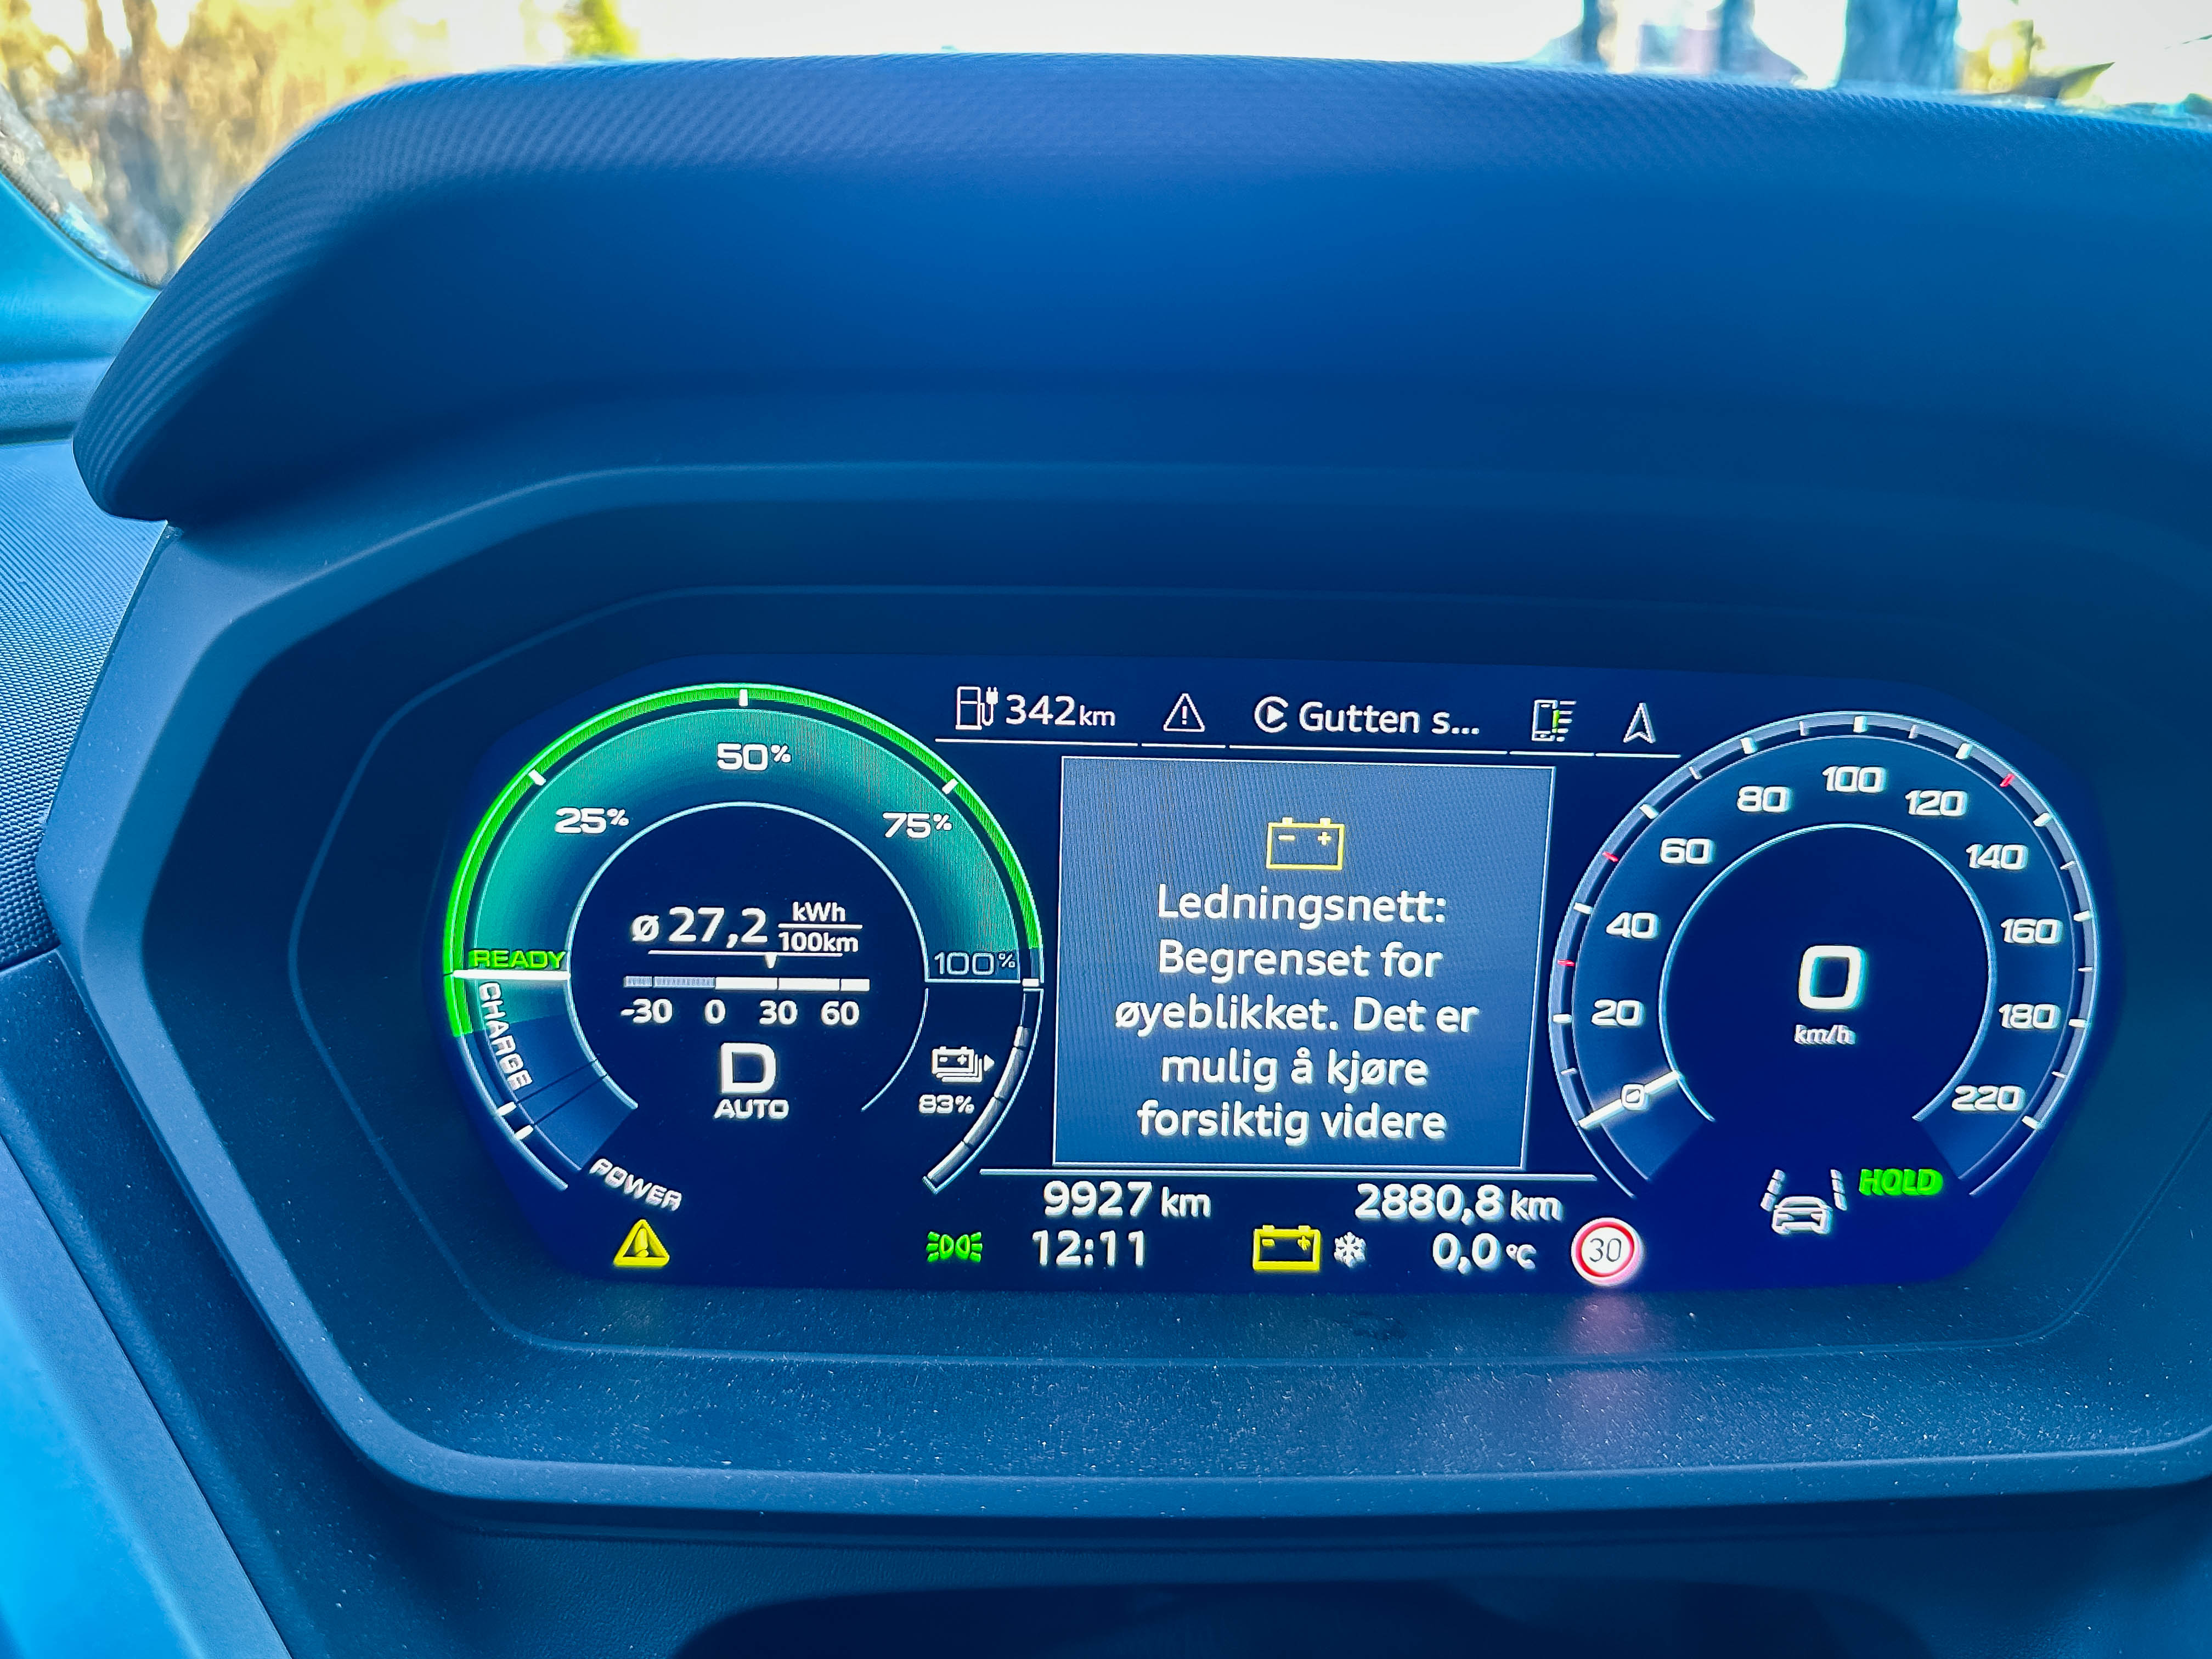 342km
Gutten s...
50%
25%
75%
100%
READY
CHARGE
POWER
ø 27,2 kWh
100km
-30 0 30 60
D
AUTO
83%
Ledningsnett:
Begrenset for
øyeblikket. Det er
mulig å kjøre
forsiktig videre
9927 km 2880,8 km
12:11 0,0 °C
30
0
20
40
60
80
100
120
140
160
180
220
0
km/h
HOLD